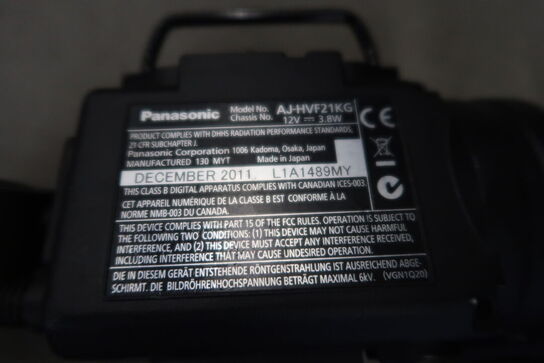 Panasonic Model No. AJ-HVF21KG
Chassis No. 12V ⎓ 3.8W
PRODUCT COMPLIES WITH DHHS RADIATION PERFORMANCE STANDARDS,
21 CFR SUBCHAPTER J.
Panasonic Corporation 1006 Kadoma, Osaka, Japan
MANUFACTURED 130 MYT Made in Japan
DECEMBER 2011 L1A1489MY
THIS CLASS B DIGITAL APPARATUS COMPLIES WITH CANADIAN ICES-003.
CET APPAREIL NUMÉRIQUE DE LA CLASSE B EST CONFORME À LA
NORME NMB-003 DU CANADA.
THIS DEVICE COMPLIES WITH PART 15 OF THE FCC RULES. OPERATION IS SUBJECT TO
THE FOLLOWING TWO CONDITIONS: (1) THIS DEVICE MAY NOT CAUSE HARMFUL
INTERFERENCE, AND (2) THIS DEVICE MUST ACCEPT ANY INTERFERENCE RECEIVED,
INCLUDING INTERFERENCE THAT MAY CAUSE UNDESIRED OPERATION.
DIE IN DIESEM GERÄT ENTSTEHENDE RÖNTGENSTRAHLUNG IST AUSREICHEND ABGE-
SCHIRMT. DIE BILDRÖHRENHOCHSPANNUNG BETRÄGT MAXIMAL 6kV. (VGN1Q20)
CE